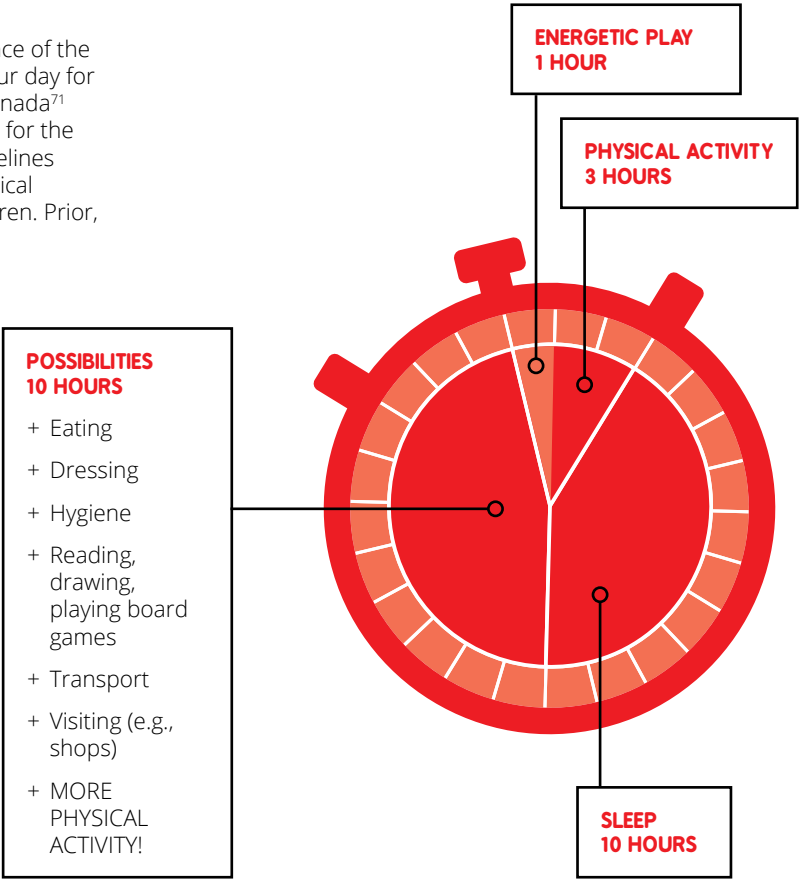 ce of the
ur day for
nada71
for the
elines
ical
ren. Prior,
ENERGETIC PLAY
1 HOUR
PHYSICAL ACTIVITY
3 HOURS
POSSIBILITIES
10 HOURS
+ Eating
+ Dressing
+ Hygiene
+ Reading,
drawing,
playing board
games
+ Transport
+ Visiting (e.g.,
shops)
+ MORE
PHYSICAL
ACTIVITY!
SLEEP
10 HOURS